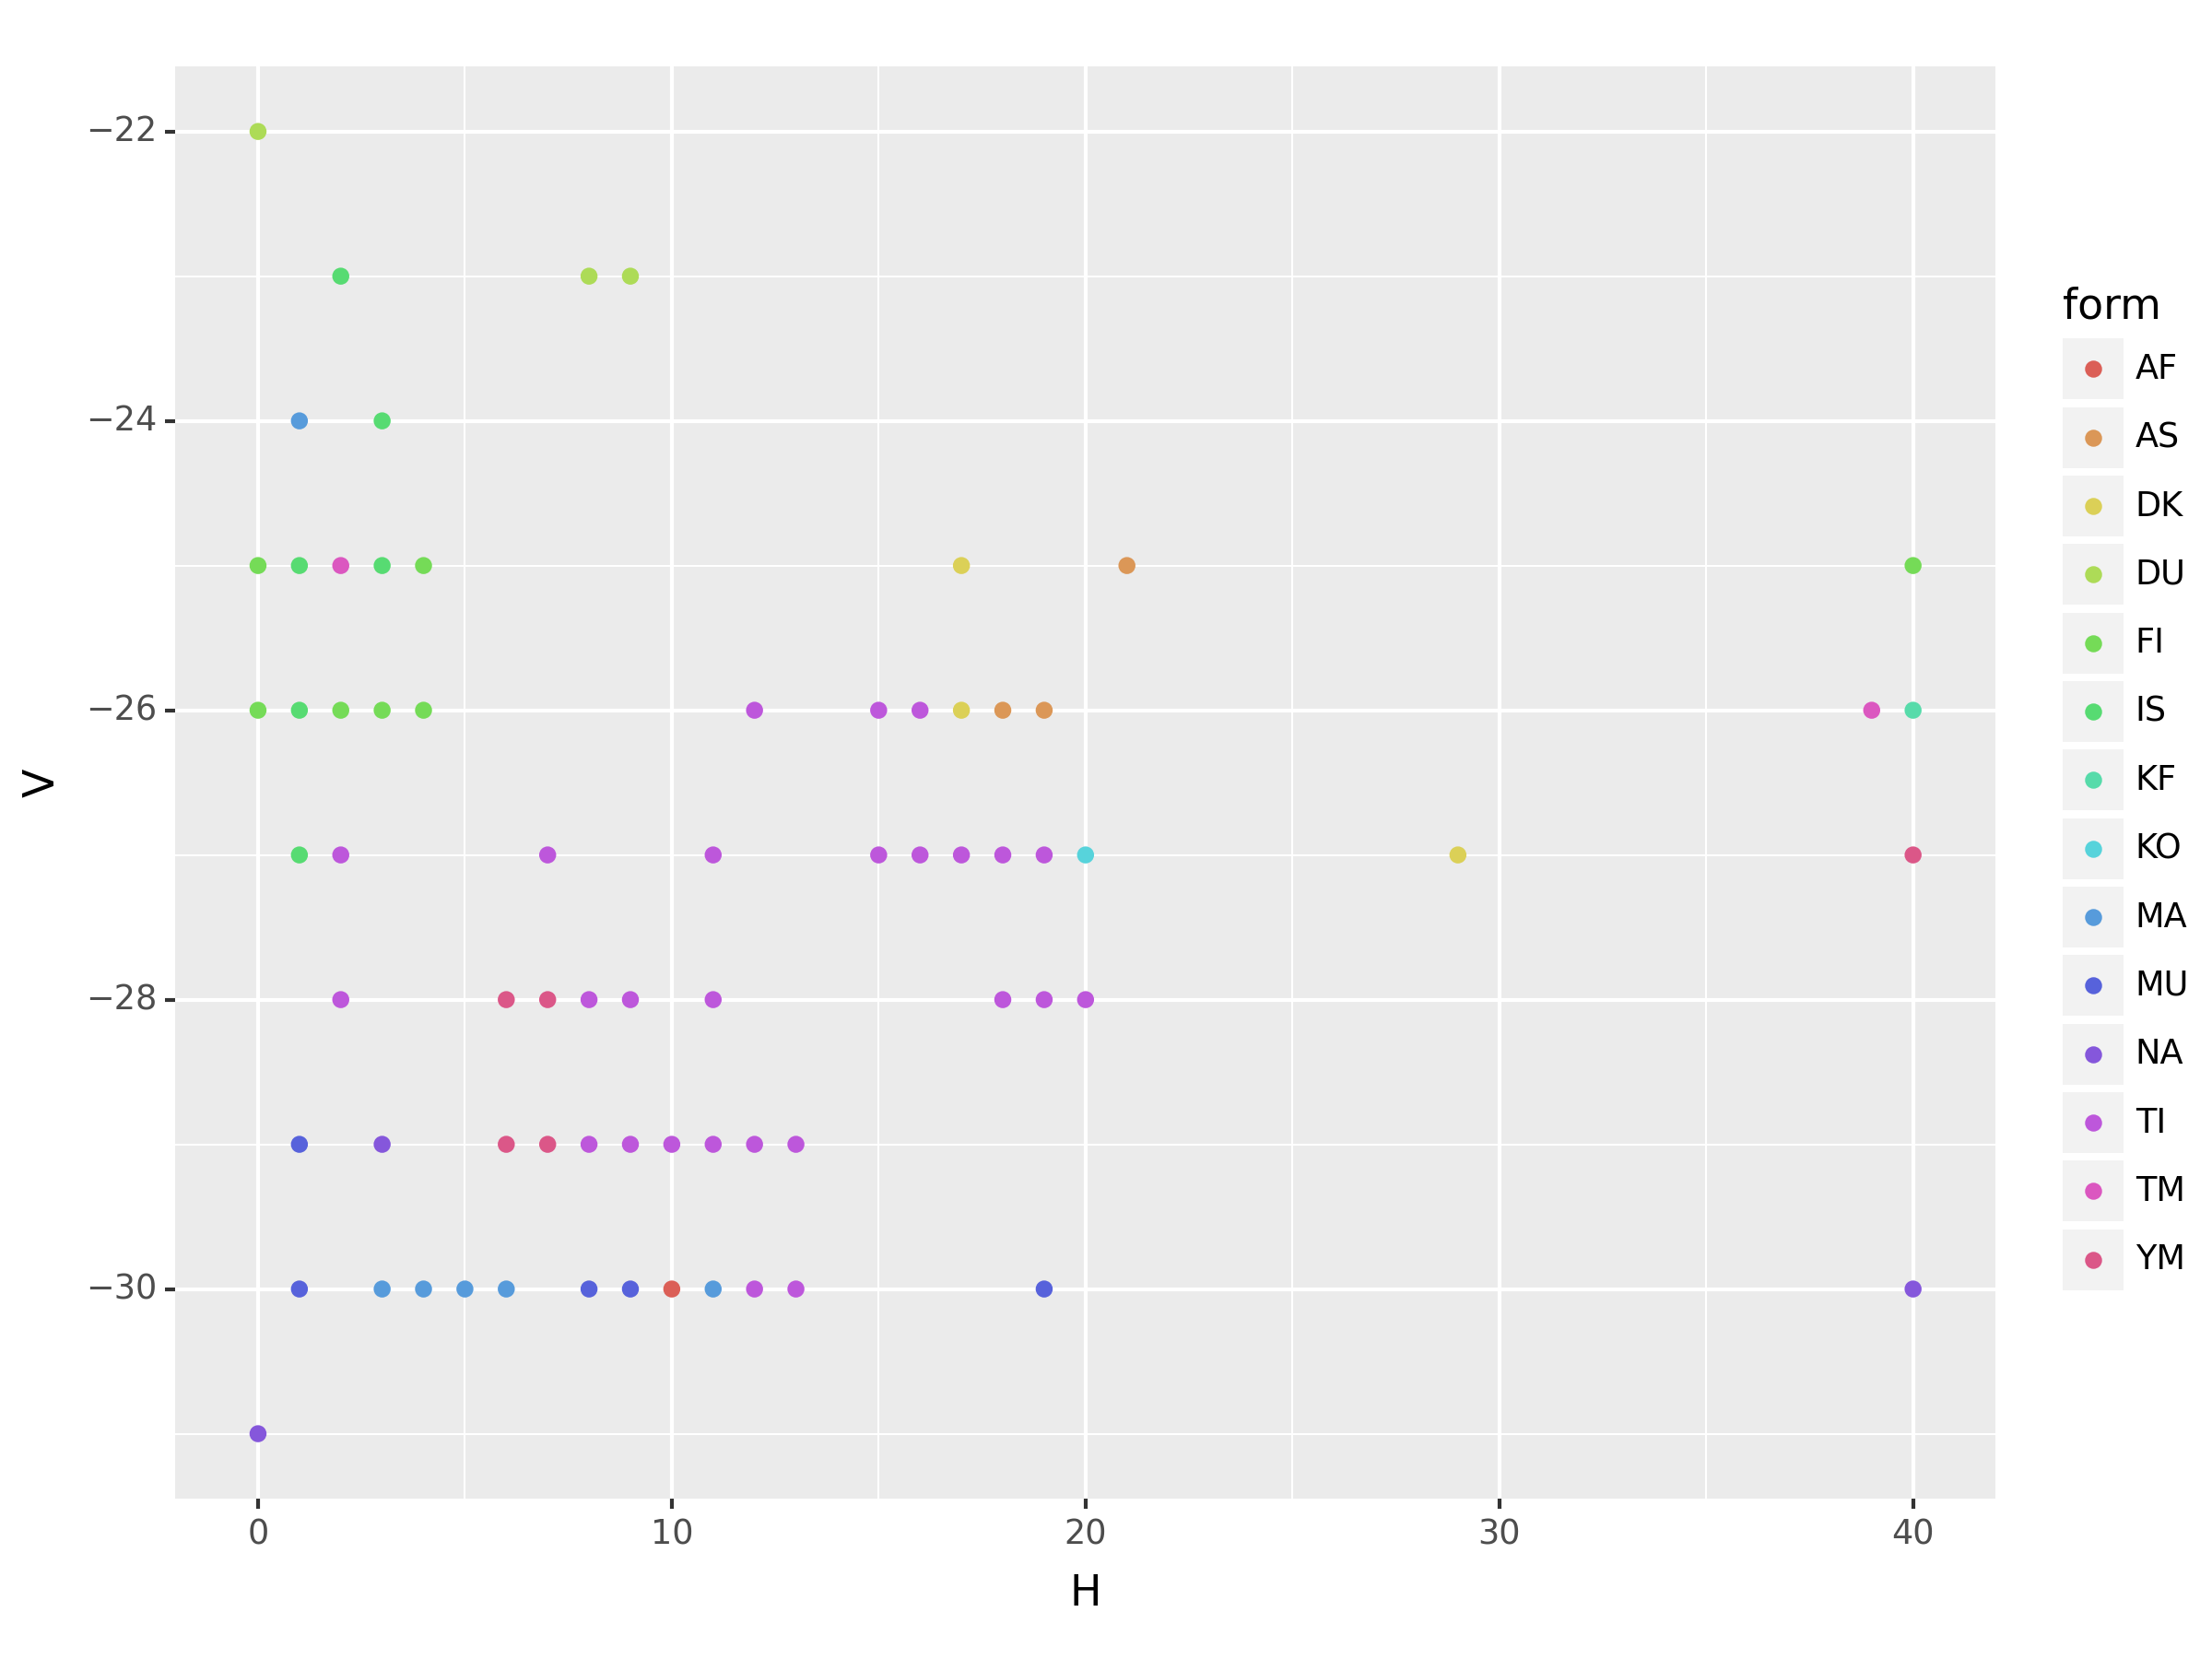 −22
−24
−26
−28
−30
V
0 10 20 30 40
H
form
AF
AS
DK
DU
FI
IS
KF
KO
MA
MU
NA
TI
TM
YM